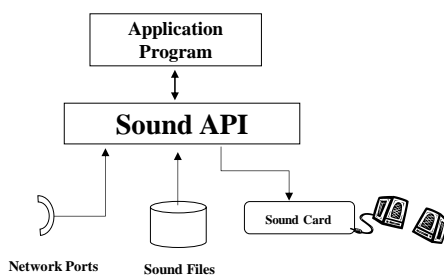 Application
Program
Sound API
Sound Card
Network Ports
Sound Files